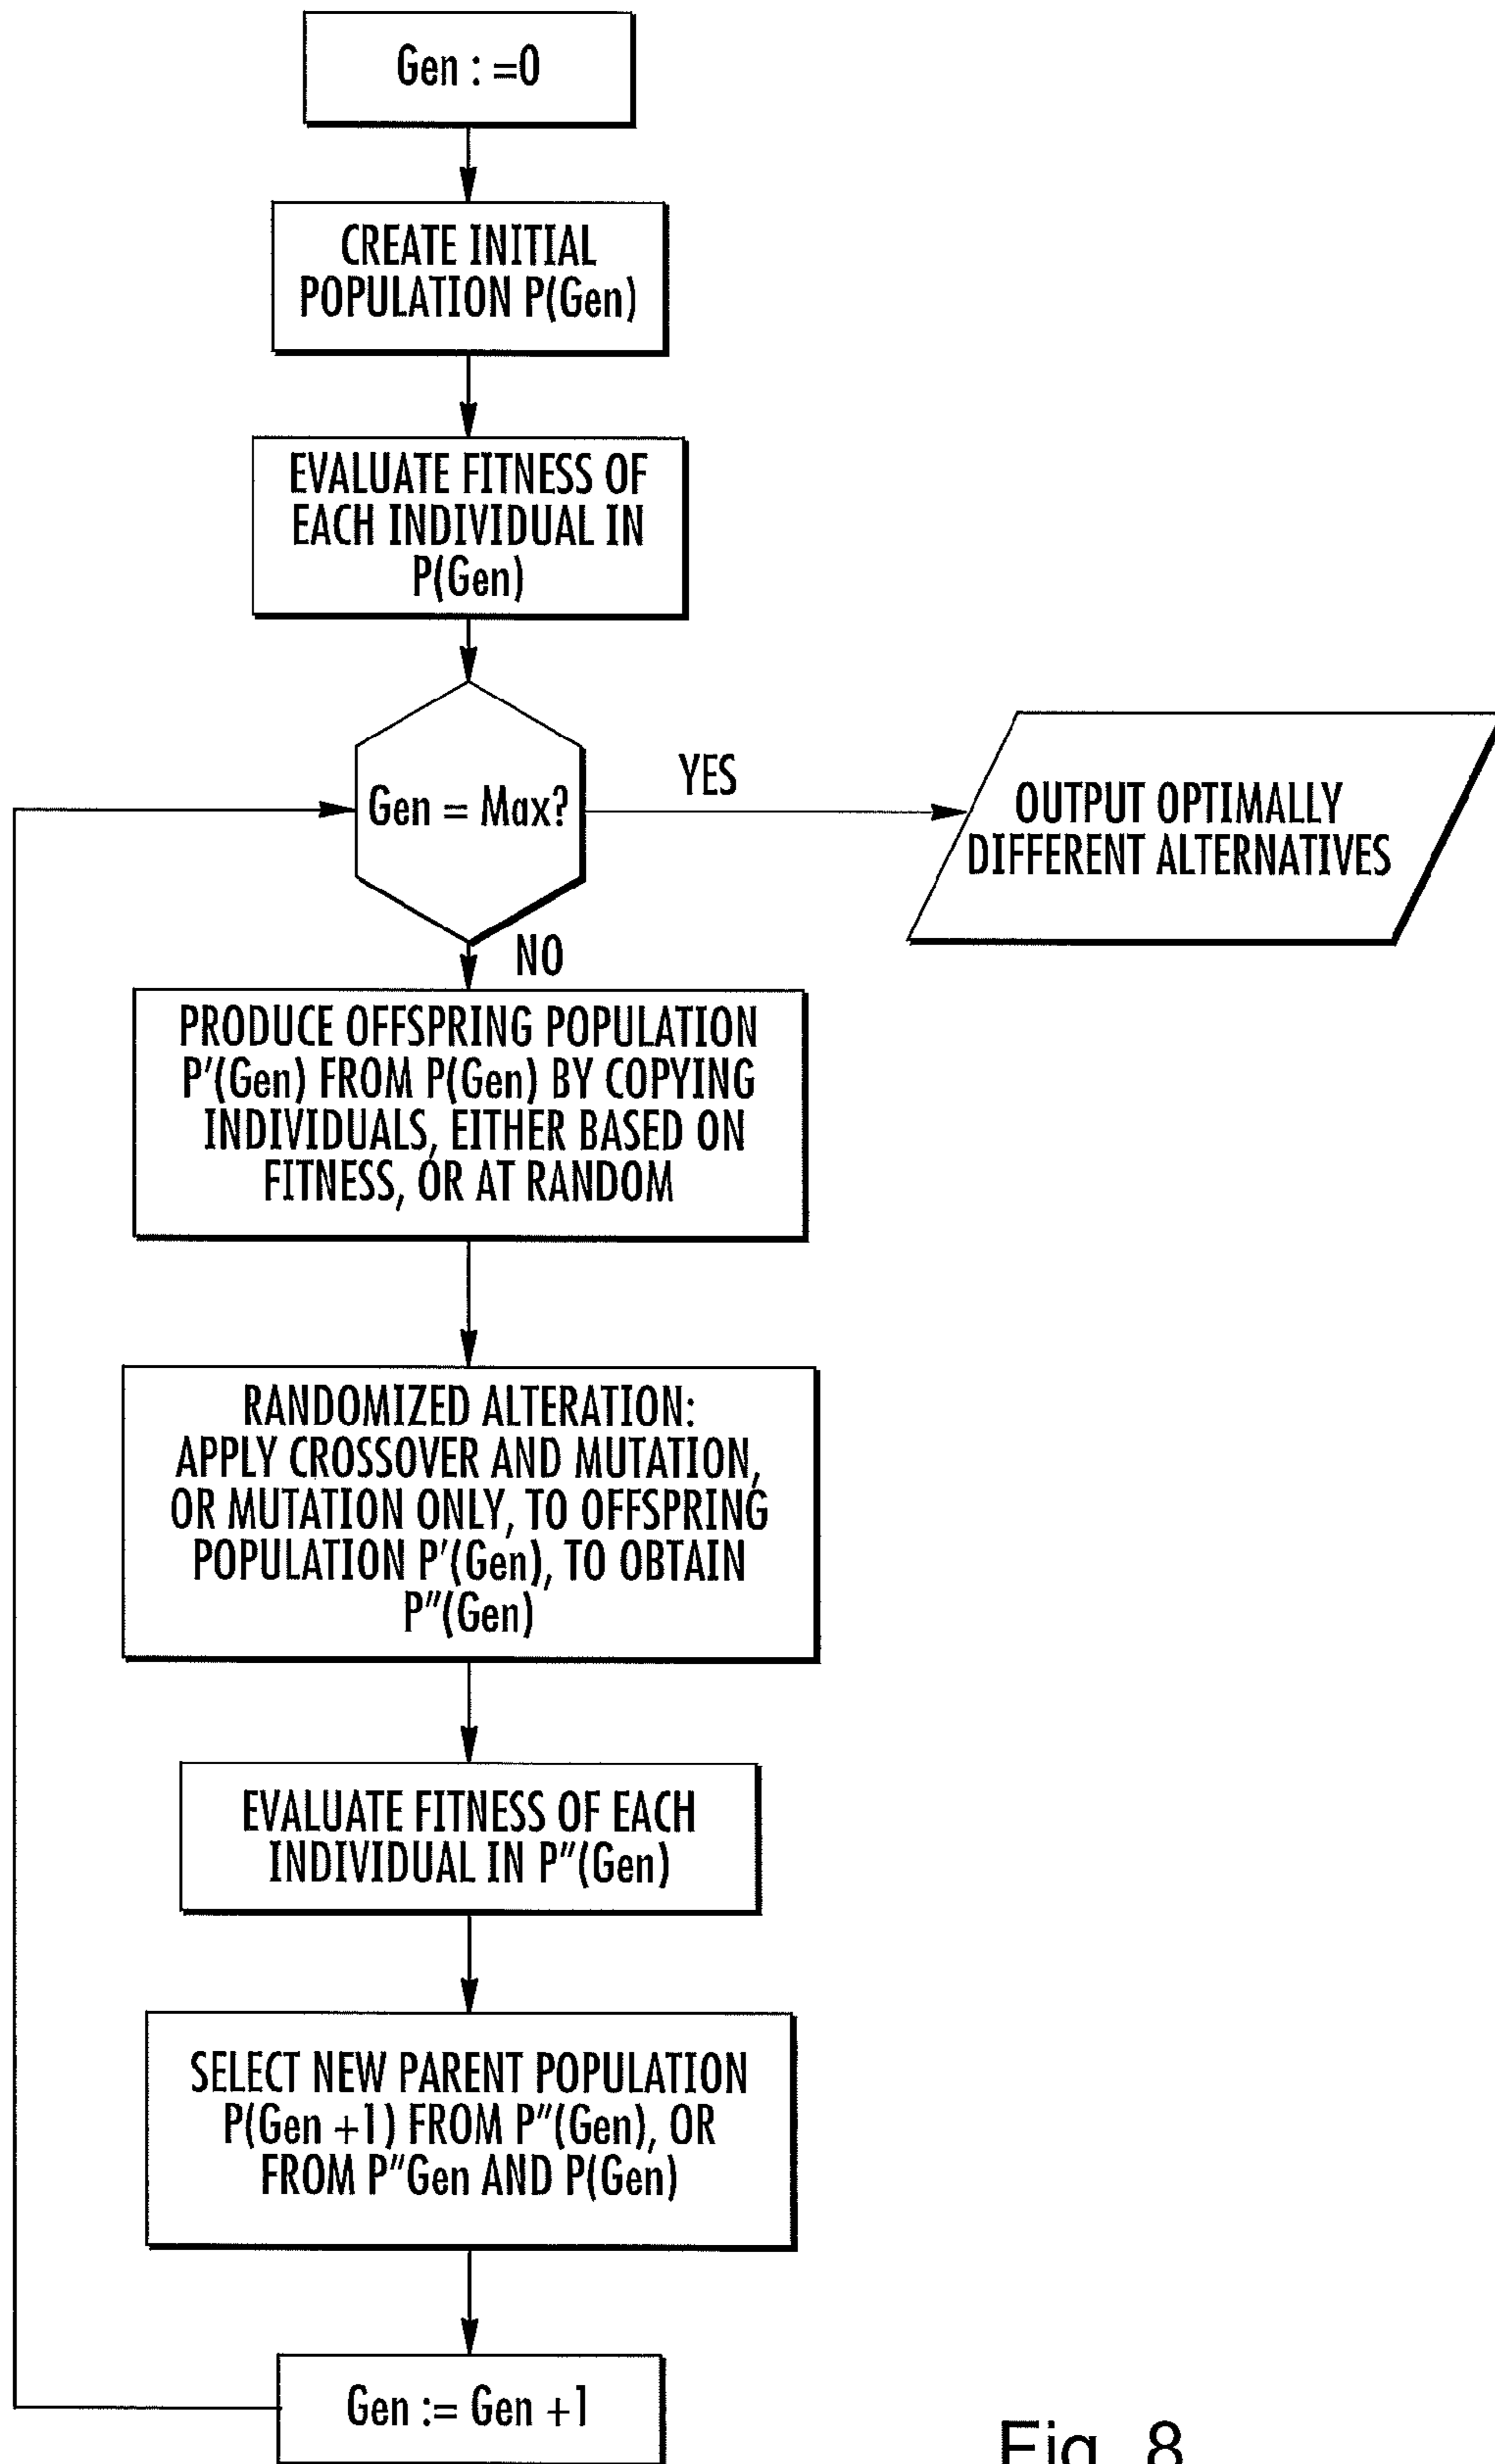 Gen : =0
CREATE INITIAL
POPULATION P(Gen)
EVALUATE FITNESS OF
EACH INDIVIDUAL IN
P(Gen)
Gen = Max?
YES
OUTPUT OPTIMALLY
DIFFERENT ALTERNATIVES
NO
PRODUCE OFFSPRING POPULATION
P'(Gen) FROM P(Gen) BY COPYING
INDIVIDUALS, EITHER BASED ON
FITNESS, OR AT RANDOM
RANDOMIZED ALTERATION:
APPLY CROSSOVER AND MUTATION,
OR MUTATION ONLY, TO OFFSPRING
POPULATION P'(Gen), TO OBTAIN
P"(Gen)
EVALUATE FITNESS OF EACH
INDIVIDUAL IN P"(Gen)
SELECT NEW PARENT POPULATION
P(Gen +1) FROM P"(Gen), OR
FROM P"Gen AND P(Gen)
Gen := Gen +1
Fig. 8